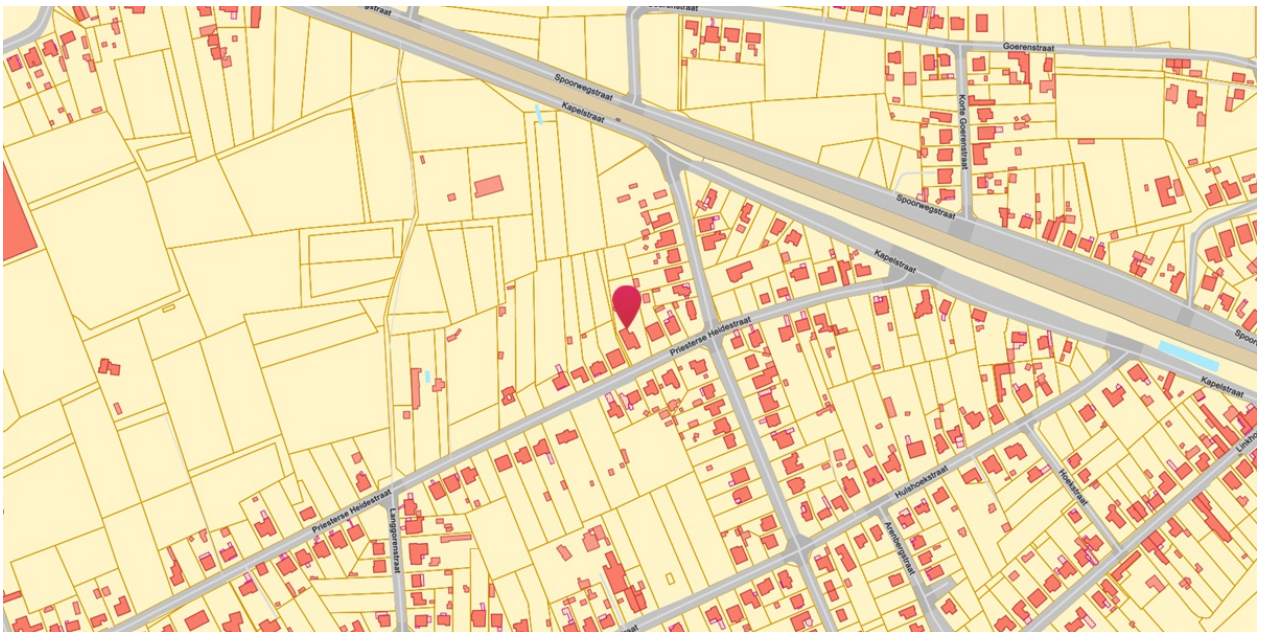 Goerenstraat
Spoorwegstraat
Kapelstraat
Korte Goerenstraat
Spoorwegstraat
Kapelstraat
Priesterse Heidestraat
Kapelstraat
Hulshoekstraat
Hoekstraat
Priesterse Heidestraat
Langgorenstraat
Arenbergstraat